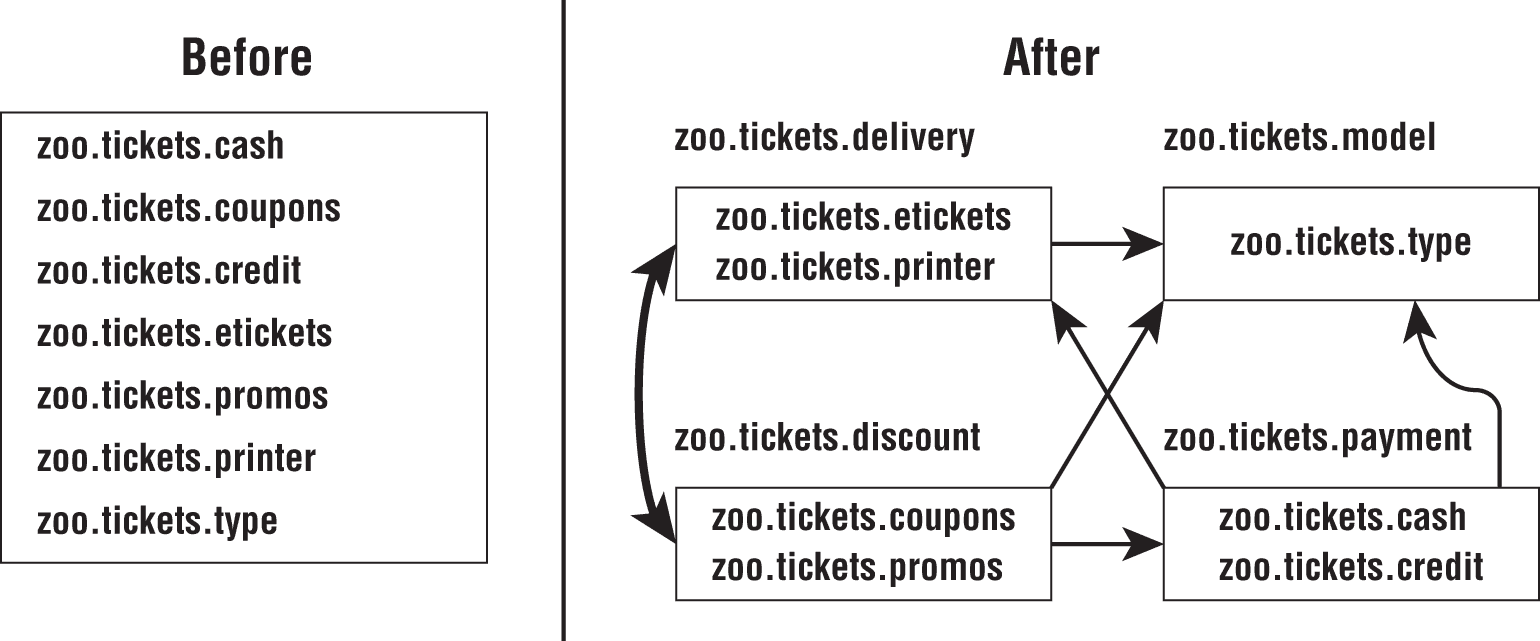 Before
zoo.tickets.cash
zoo.tickets.coupons
zoo.tickets.credit
zoo.tickets.etickets
zoo.tickets.promos
zoo.tickets.printer
zoo.tickets.type
After
zoo.tickets.delivery
zoo.tickets.etickets
zoo.tickets.printer
zoo.tickets.model
zoo.tickets.type
zoo.tickets.discount
zoo.tickets.coupons
zoo.tickets.promos
zoo.tickets.payment
zoo.tickets.cash
zoo.tickets.credit